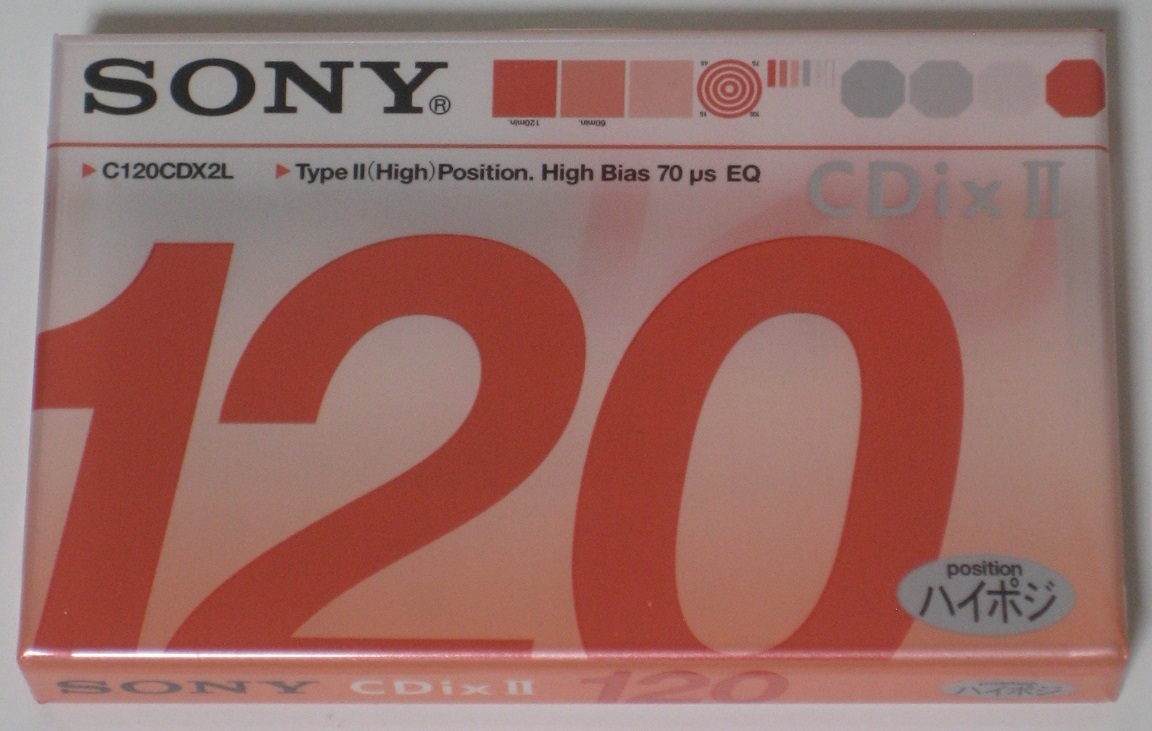 SONY®
120min.
60min.
C120CDX2L
Type II(High)Position. High Bias 70 µs EQ
CDix II
120
position
ハイポジ
SONY CDix II 120
position
ハイポジ